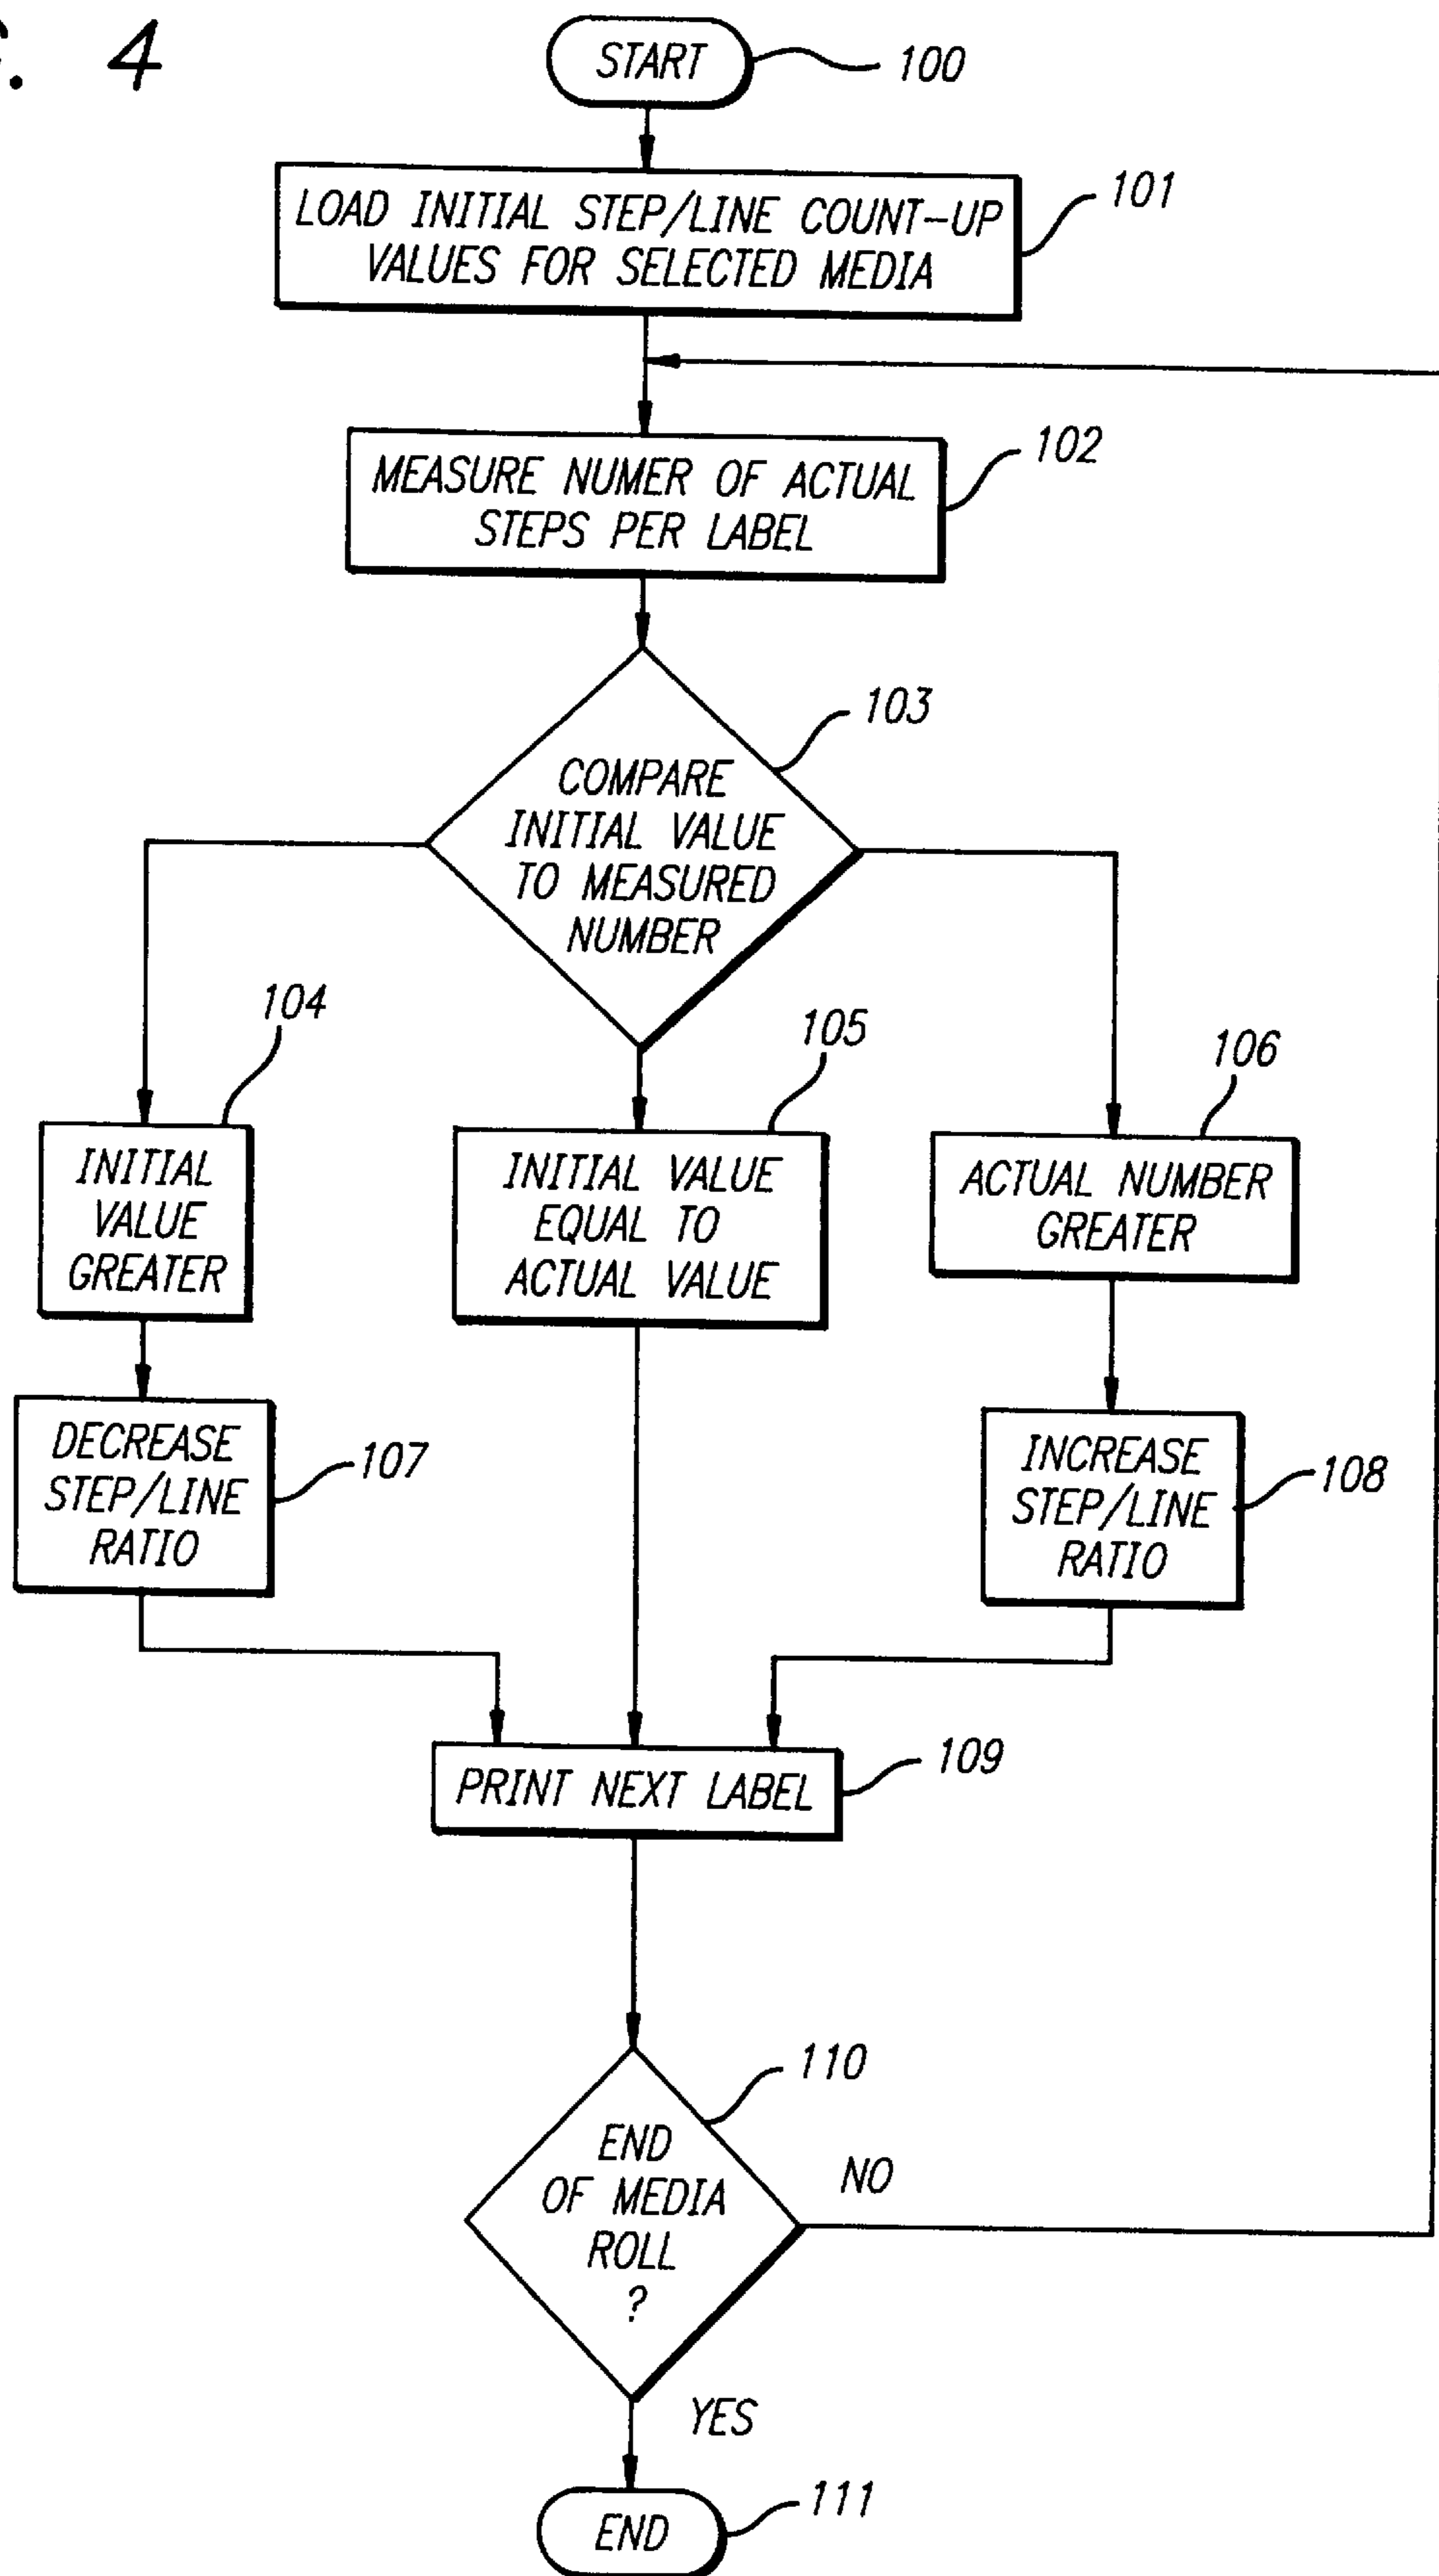 4
START
100
LOAD INITIAL STEP/LINE COUNT-UP
VALUES FOR SELECTED MEDIA
101
MEASURE NUMER OF ACTUAL
STEPS PER LABEL
102
COMPARE
INITIAL VALUE
TO MEASURED
NUMBER
103
104
INITIAL
VALUE
GREATER
105
INITIAL VALUE
EQUAL TO
ACTUAL VALUE
106
ACTUAL NUMBER
GREATER
DECREASE
STEP/LINE
RATIO
107
INCREASE
STEP/LINE
RATIO
108
PRINT NEXT LABEL
109
110
END
OF MEDIA
ROLL
?
NO
YES
END
111